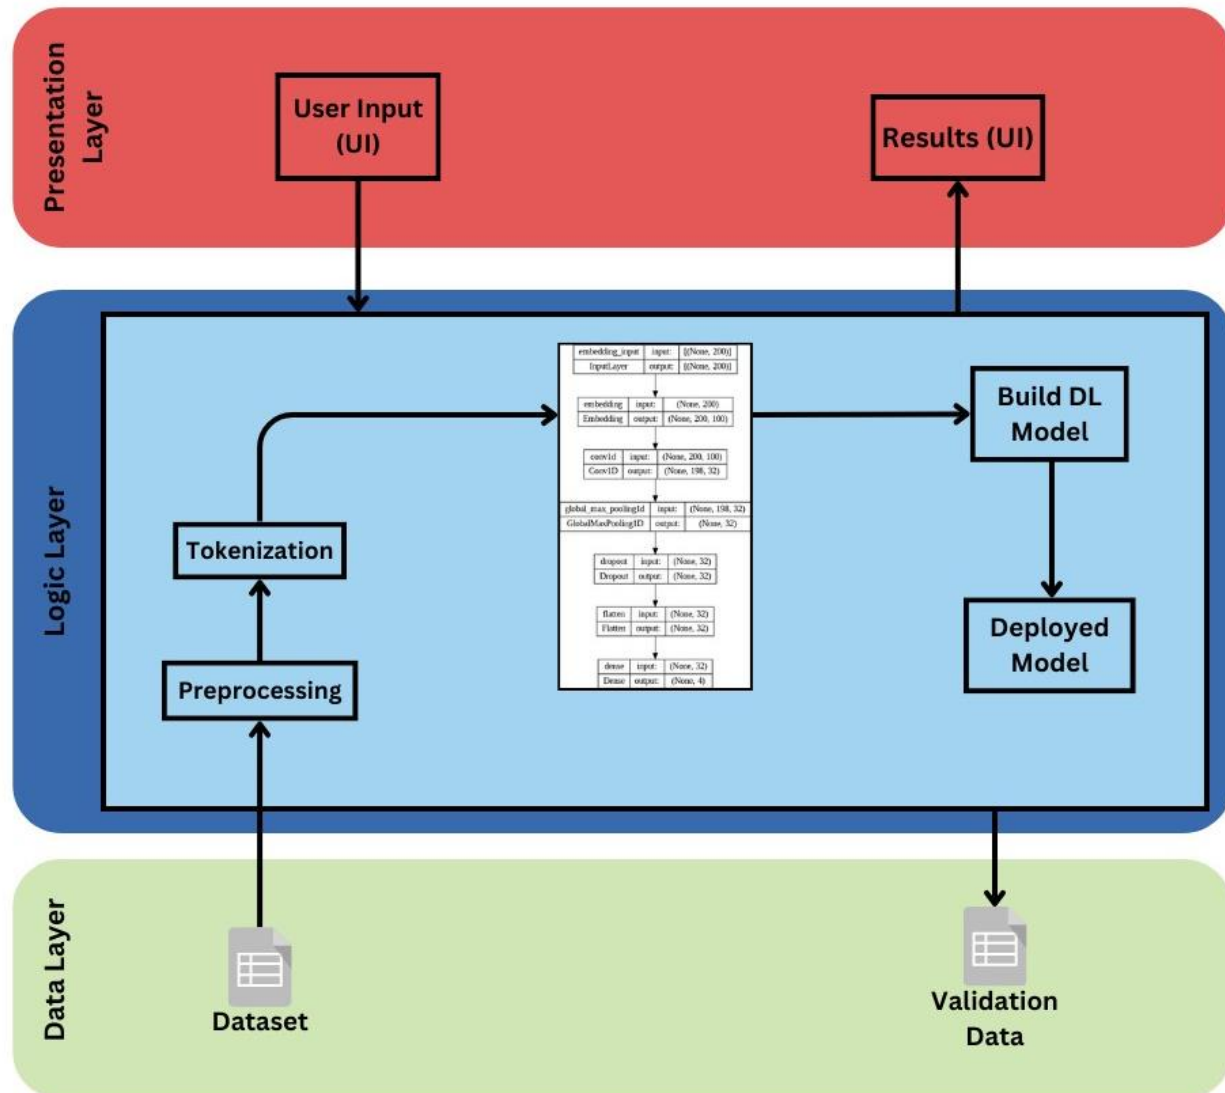 Presentation
Layer
User Input
(UI)
Results (UI)
Logic Layer
embedding_input input: [(None, 200)]
InputLayer output: [(None, 200)]
embedding input: (None, 200)
Embedding output: (None, 200, 100)
conv1d input: (None, 200, 100)
Conv1D output: (None, 198, 32)
global_max_pooling1d input: (None, 198, 32)
GlobalMaxPooling1D output: (None, 32)
dropout input: (None, 32)
Dropout output: (None, 32)
flatten input: (None, 32)
Flatten output: (None, 32)
dense input: (None, 32)
Dense output: (None, 4)
Build DL
Model
Tokenization
Deployed
Model
Preprocessing
Data Layer
Dataset
Validation
Data